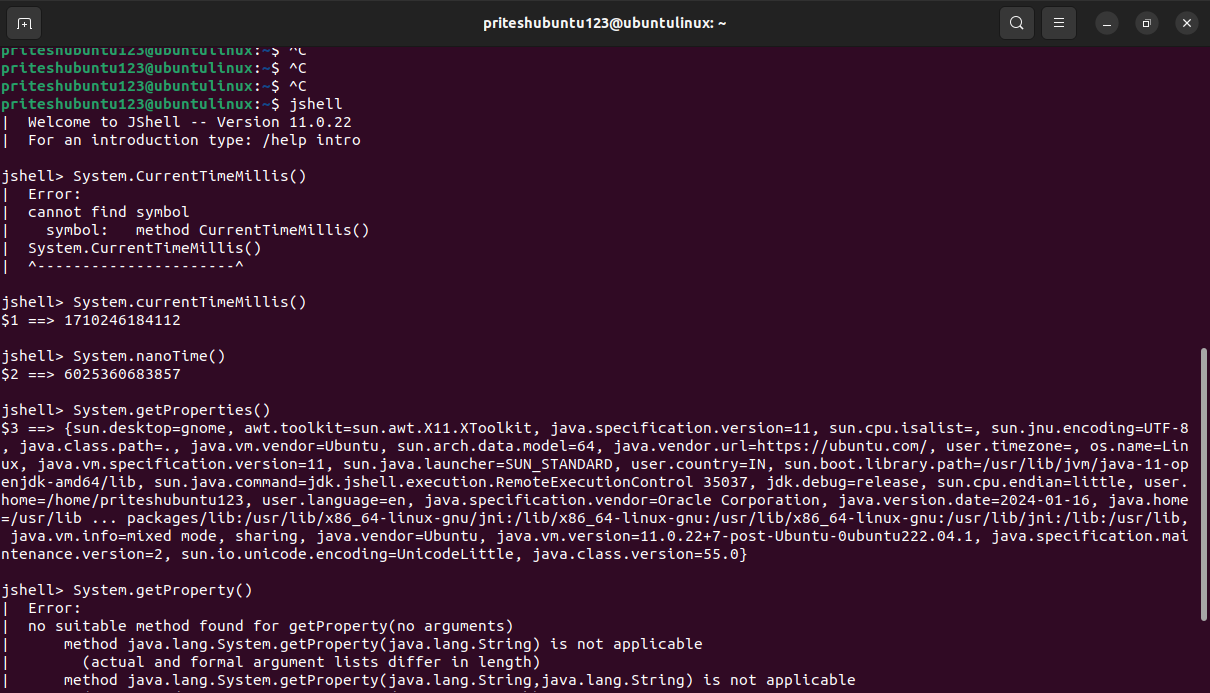 priteshubuntu123@ubuntulinux: ~
priteshubuntu123@ubuntulinux:~$ ^C
priteshubuntu123@ubuntulinux:~$ ^C
priteshubuntu123@ubuntulinux:~$ ^C
priteshubuntu123@ubuntulinux:~$ jshell
|  Welcome to JShell -- Version 11.0.22
|  For an introduction type: /help intro
jshell> System.CurrentTimeMillis()
|  Error:
|  cannot find symbol
|    symbol:   method CurrentTimeMillis()
|  System.CurrentTimeMillis()
|  ^----------------------^
jshell> System.currentTimeMillis()
$1 ==> 1710246184112
jshell> System.nanoTime()
$2 ==> 6025360683857
jshell> System.getProperties()
$3 ==> {sun.desktop=gnome, awt.toolkit=sun.awt.X11.XToolkit, java.specification.version=11, sun.cpu.isalist=, sun.jnu.encoding=UTF-8
, java.class.path=., java.vm.vendor=Ubuntu, sun.arch.data.model=64, java.vendor.url=https://ubuntu.com/, user.timezone=, os.name=Lin
ux, java.vm.specification.version=11, sun.java.launcher=SUN_STANDARD, user.country=IN, sun.boot.library.path=/usr/lib/jvm/java-11-op
enjdk-amd64/lib, sun.java.command=jdk.jshell.execution.RemoteExecutionControl 35037, jdk.debug=release, sun.cpu.endian=little, user.
home=/home/priteshubuntu123, user.language=en, java.specification.vendor=Oracle Corporation, java.version.date=2024-01-16, java.home
=/usr/lib ... packages/lib:/usr/lib/x86_64-linux-gnu/jni:/lib/x86_64-linux-gnu:/usr/lib/x86_64-linux-gnu:/usr/lib/jni:/lib:/usr/lib,
 java.vm.info=mixed mode, sharing, java.vendor=Ubuntu, java.vm.version=11.0.22+7-post-Ubuntu-0ubuntu222.04.1, java.specification.mai
ntenance.version=2, sun.io.unicode.encoding=UnicodeLittle, java.class.version=55.0}
jshell> System.getProperty()
|  Error:
|  no suitable method found for getProperty(no arguments)
|      method java.lang.System.getProperty(java.lang.String) is not applicable
|        (actual and formal argument lists differ in length)
|      method java.lang.System.getProperty(java.lang.String,java.lang.String) is not applicable